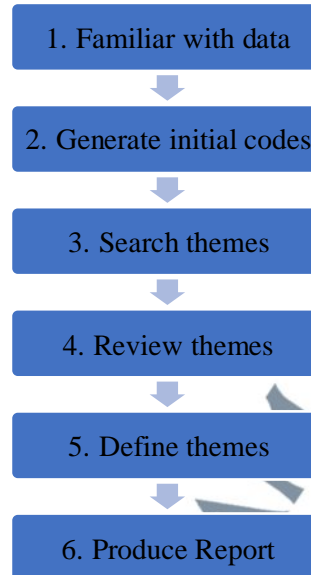 1. Familiar with data
2. Generate initial codes
3. Search themes
4. Review themes
5. Define themes
6. Produce Report